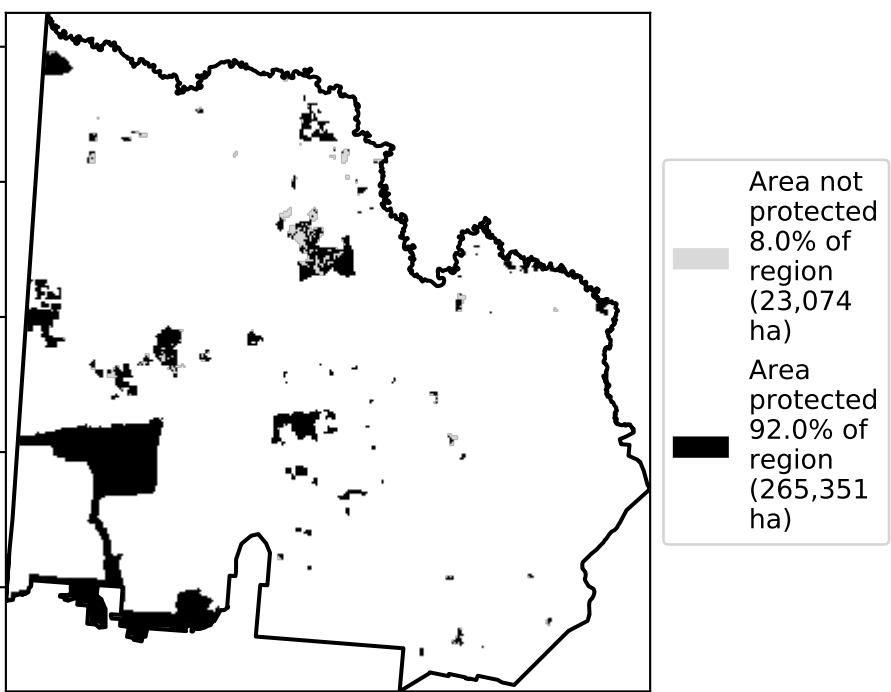 Area not
protected
8.0% of
region
(23,074
ha)
Area
protected
92.0% of
region
(265,351
ha)